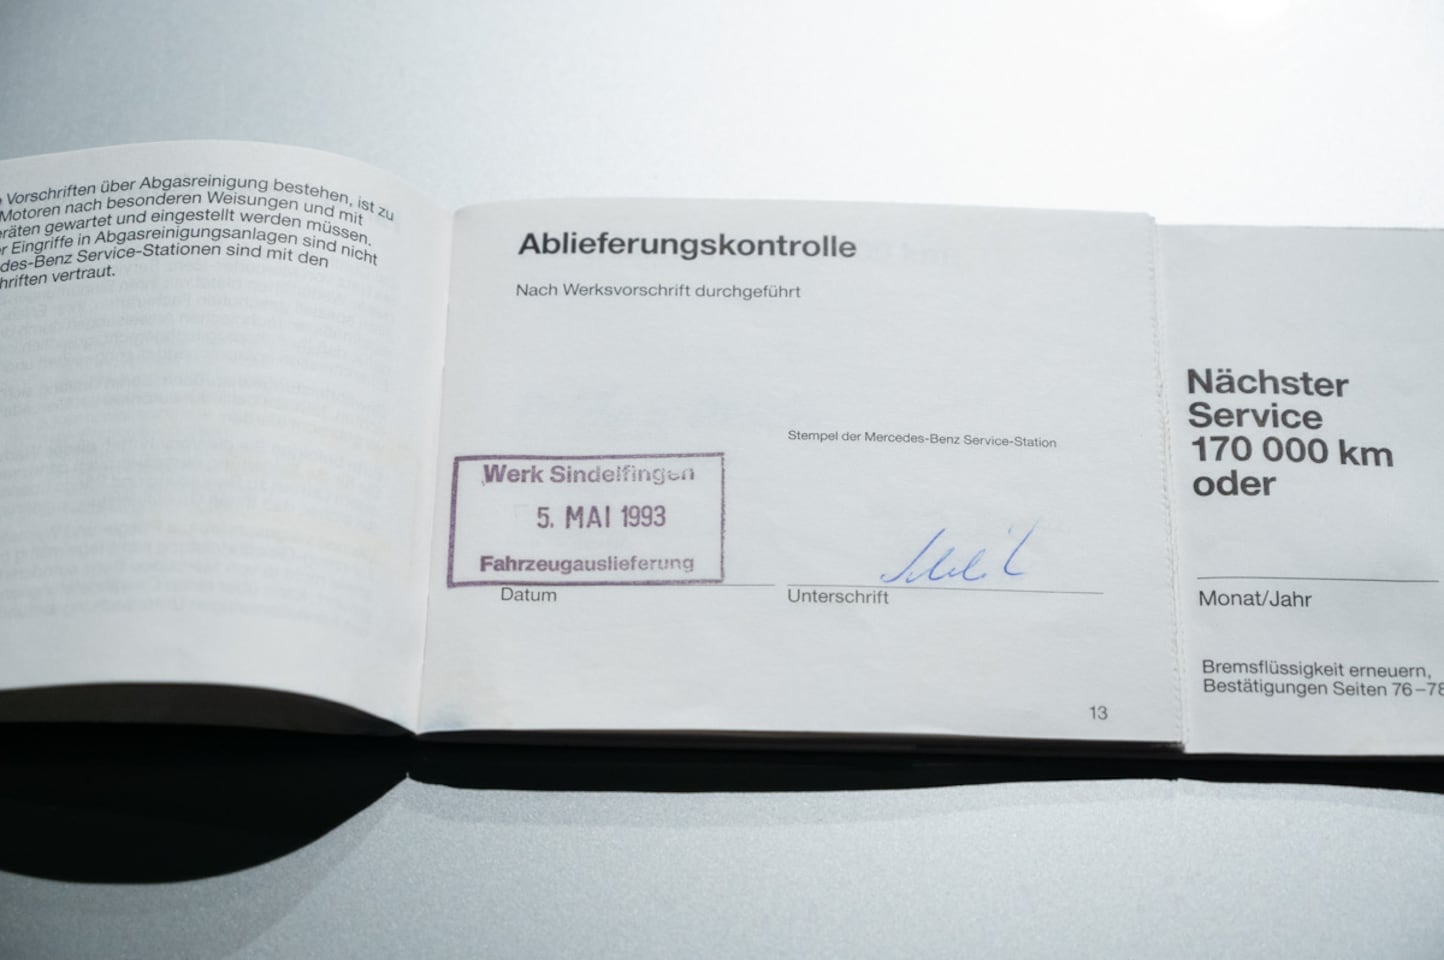 Vorschriften über Abgasreinigung bestehen, ist zu
Motoren nach besonderen Weisungen und mit
räten gewartet und eingestellt werden müssen.
r Eingriffe in Abgasreinigungsanlagen sind nicht
des-Benz Service-Stationen sind mit den
hriften vertraut.
Ablieferungskontrolle
Nach Werksvorschrift durchgeführt
Stempel der Mercedes-Benz Service-Station
Werk Sindelfingen
5. MAI 1993
Fahrzeugauslieferung
Datum
Unterschrift
13
Nächster
Service
170 000 km
oder
Monat/Jahr
Bremsflüssigkeit erneuern,
Bestätigungen Seiten 76–78